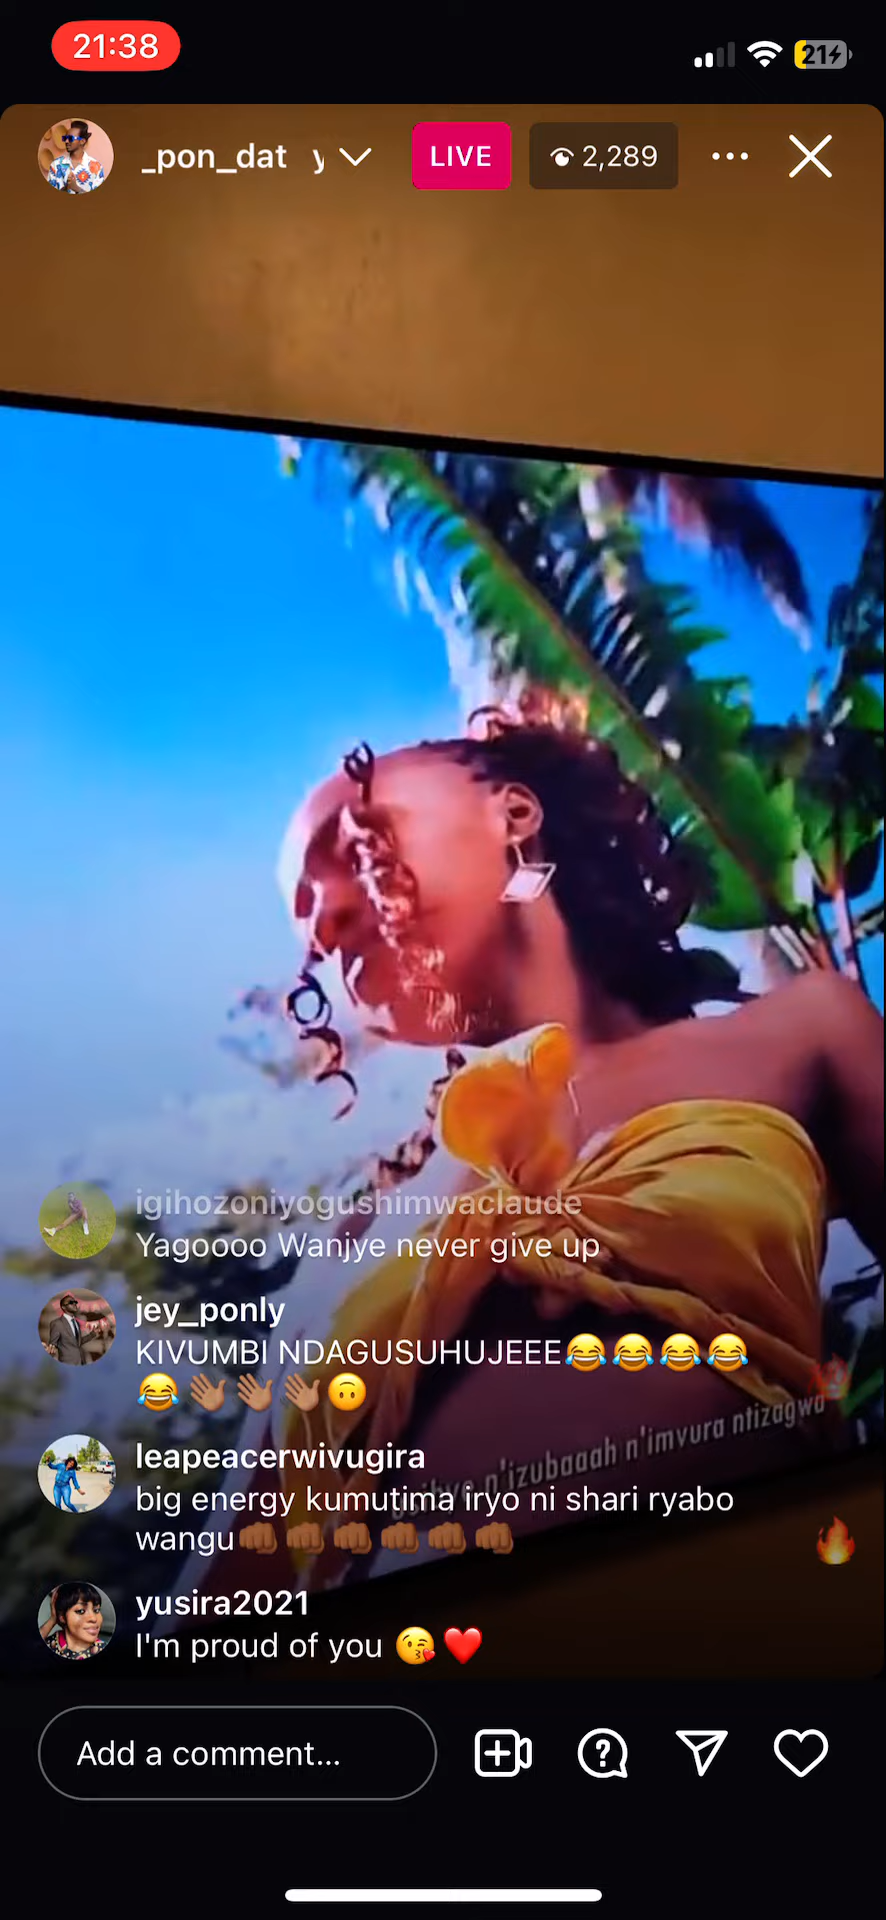 21:38
21
_pon_dat y
LIVE
2,289
igihozoniyogushimwaclaude
Yagoooo Wanjye never give up
jey_ponly
KIVUMBI NDAGUSUHUJEEE😂😂😂😂
😂👋🏽👋🏽👋🏽🙃
leapeacerwivugira
n'izubaaah n'imvura ntizagwa
big energy kumutima iryo ni shari ryabo
wangu👊🏽👊🏽👊🏽👊🏽👊🏽👊🏽
yusira2021
I'm proud of you 😘❤️
Add a comment...